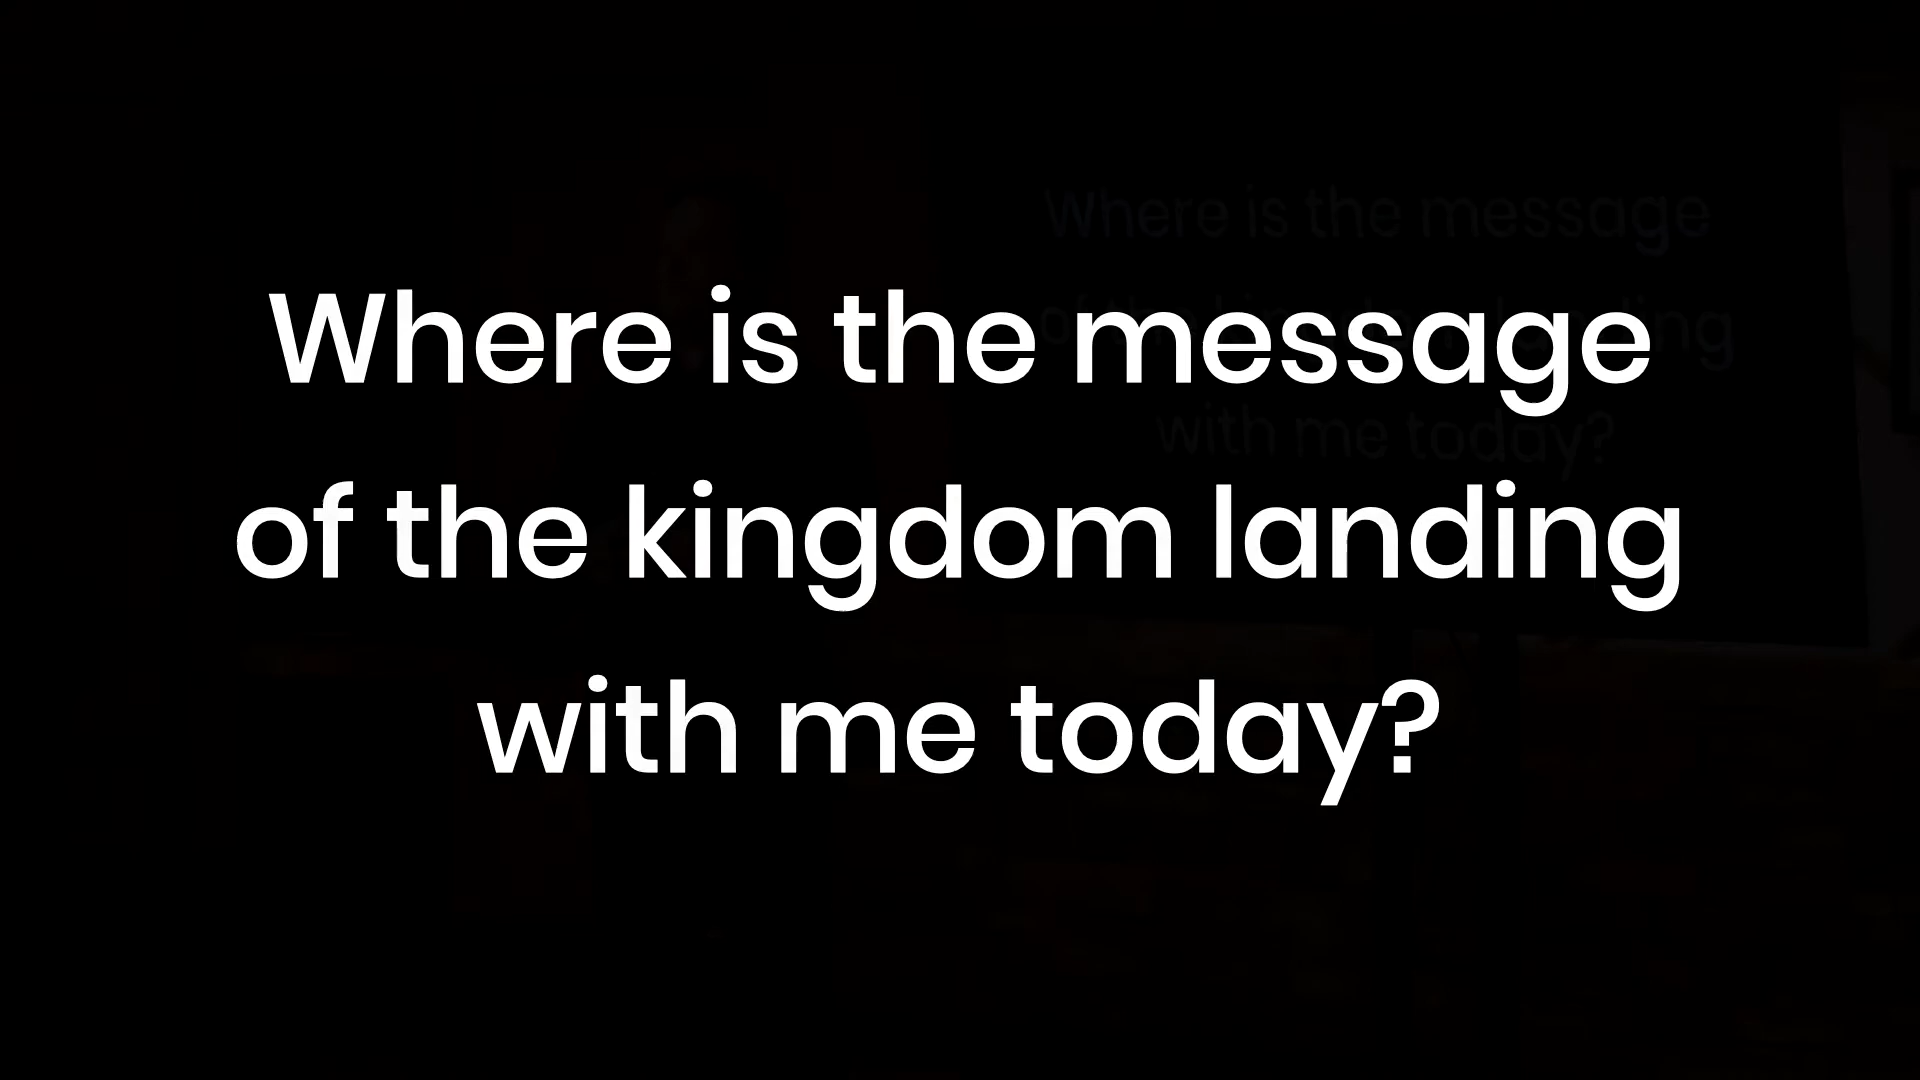 Where is the message
of the kingdom landing
with me today?